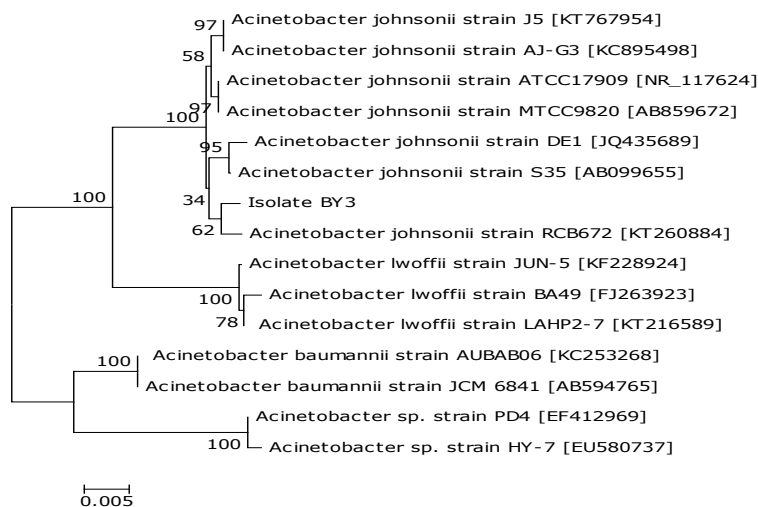 97
Acinetobacter johnsonii strain J5 [KT767954]
Acinetobacter johnsonii strain AJ-G3 [KC895498]
58
Acinetobacter johnsonii strain ATCC17909 [NR_117624]
97
Acinetobacter johnsonii strain MTCC9820 [AB859672]
100
Acinetobacter johnsonii strain DE1 [JQ435689]
95
Acinetobacter johnsonii strain S35 [AB099655]
100
34
Isolate BY3
62
Acinetobacter johnsonii strain RCB672 [KT260884]
Acinetobacter lwoffii strain JUN-5 [KF228924]
100
Acinetobacter lwoffii strain BA49 [FJ263923]
78
Acinetobacter lwoffii strain LAHP2-7 [KT216589]
100
Acinetobacter baumannii strain AUBAB06 [KC253268]
Acinetobacter baumannii strain JCM 6841 [AB594765]
Acinetobacter sp. strain PD4 [EF412969]
100
Acinetobacter sp. strain HY-7 [EU580737]
0.005